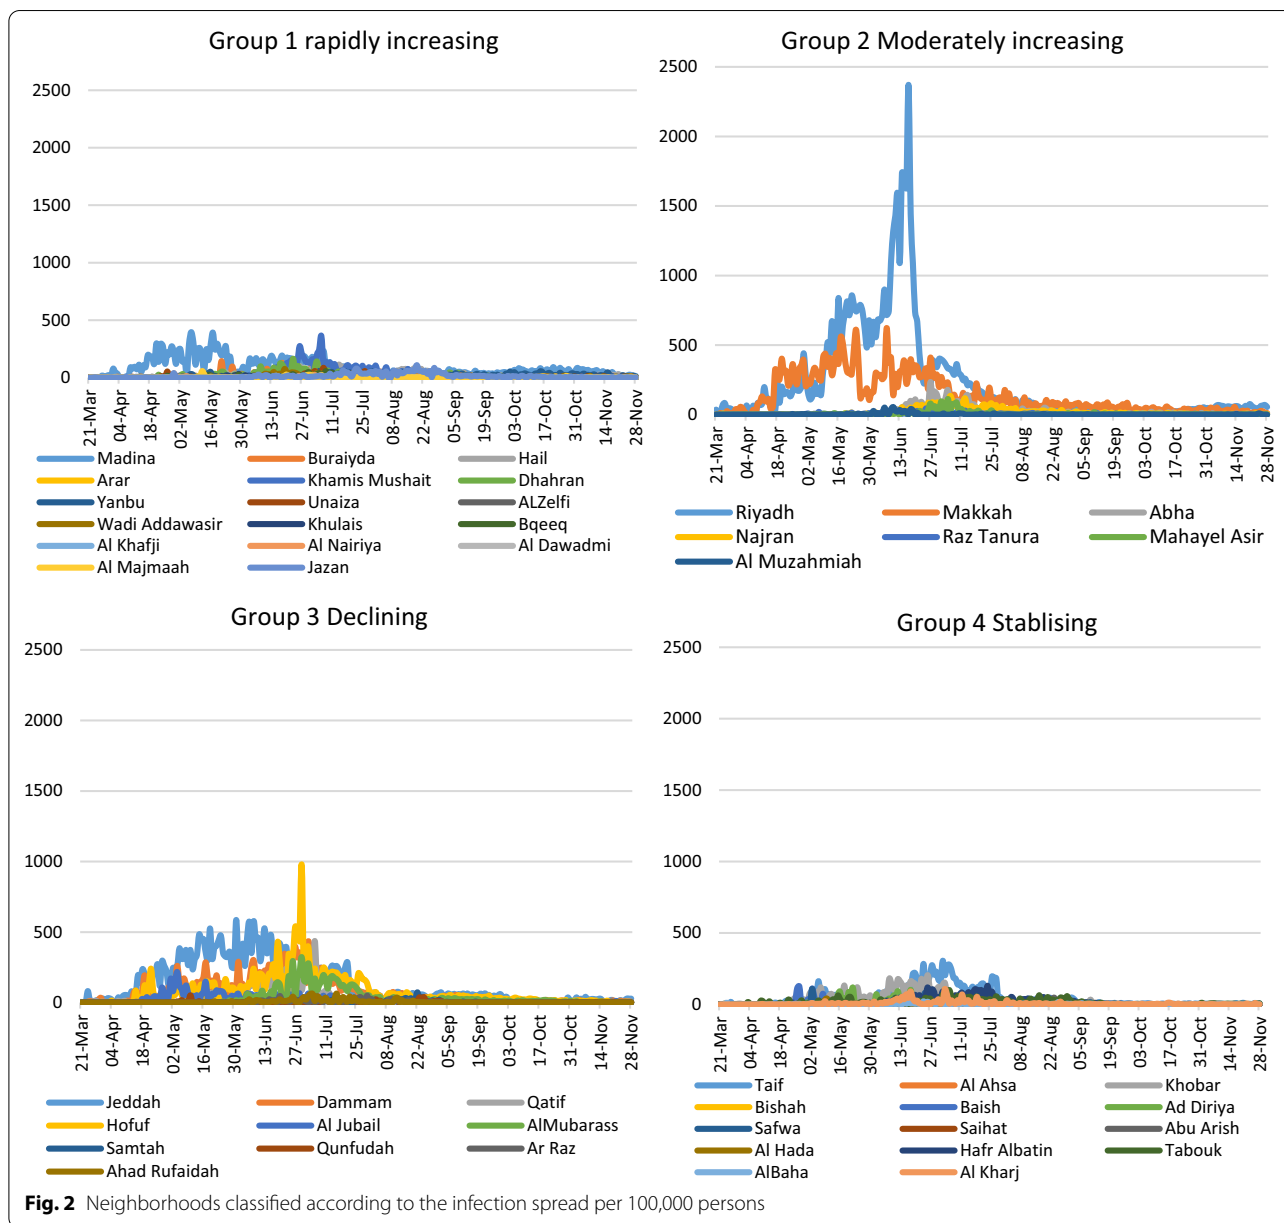 Group 1 rapidly increasing
2500
2000
1500
1000
500
0
21-Mar
04-Apr
18-Apr
02-May
16-May
30-May
13-Jun
27-Jun
11-Jul
25-Jul
08-Aug
22-Aug
05-Sep
19-Sep
03-Oct
17-Oct
31-Oct
14-Nov
28-Nov
Madina Buraiyda Hail
Arar Khamis Mushait Dhahran
Yanbu Unaiza ALZelfi
Wadi Addawasir Khulais Bqeeq
Al Khafji Al Nairiya Al Dawadmi
Al Majmaah Jazan
Group 2 Moderately increasing
2500
2000
1500
1000
500
0
21-Mar
04-Apr
18-Apr
02-May
16-May
30-May
13-Jun
27-Jun
11-Jul
25-Jul
08-Aug
22-Aug
05-Sep
19-Sep
03-Oct
17-Oct
31-Oct
14-Nov
28-Nov
Riyadh Makkah Abha
Najran Raz Tanura Mahayel Asir
Al Muzahmiah
Group 3 Declining
2500
2000
1500
1000
500
0
21-Mar
04-Apr
18-Apr
02-May
16-May
30-May
13-Jun
27-Jun
11-Jul
25-Jul
08-Aug
22-Aug
05-Sep
19-Sep
03-Oct
17-Oct
31-Oct
14-Nov
28-Nov
Jeddah Dammam Qatif
Hofuf Al Jubail AlMubarass
Samtah Qunfudah Ar Raz
Ahad Rufaidah
Group 4 Stablising
2500
2000
1500
1000
500
0
21-Mar
04-Apr
18-Apr
02-May
16-May
30-May
13-Jun
27-Jun
11-Jul
25-Jul
08-Aug
22-Aug
05-Sep
19-Sep
03-Oct
17-Oct
31-Oct
14-Nov
28-Nov
Taif Al Ahsa Khobar
Bishah Baish Ad Diriya
Safwa Saihat Abu Arish
Al Hada Hafr Albatin Tabouk
AlBaha Al Kharj
Fig. 2 Neighborhoods classified according to the infection spread per 100,000 persons